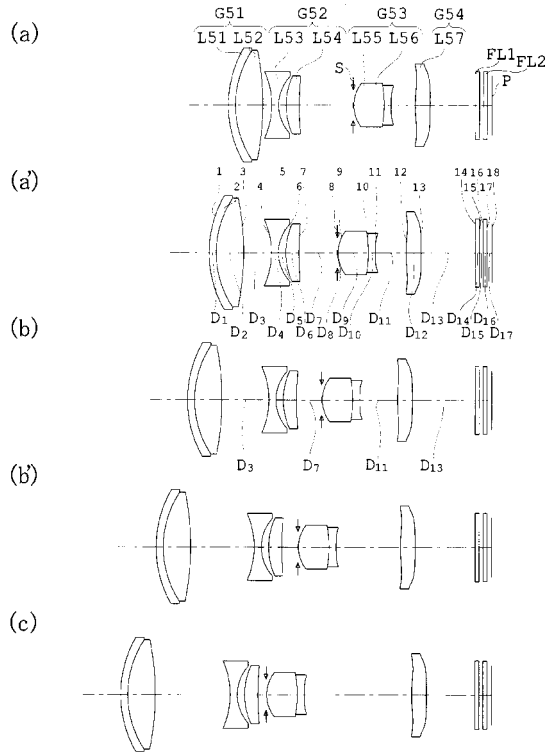 (a)
G51 G52 G53 G54
L51 L52 L53 L54 L55 L56 L57
S
FL1
FL2
P
(a')
1 2 3 4 5 6 7 8 9 10 11 12 13 14 15 16 17 18
D1 D2 D3 D4 D5 D6 D7 D8 D9 D10 D11 D12 D13 D14 D15 D16 D17
(b)
D3 D7 D11 D13
(b')
(c)